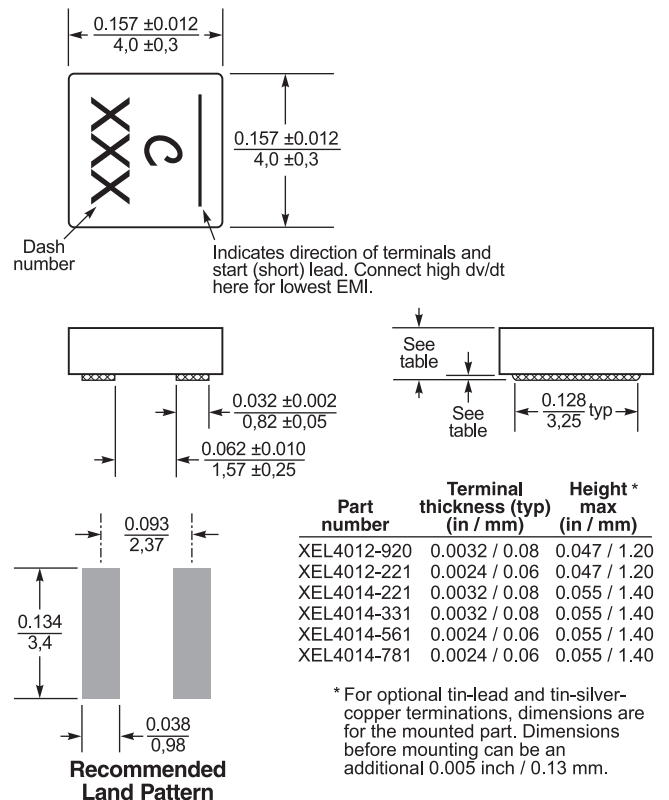 0.157 ±0.012
4,0 ±0,3
XXX
C
0.157 ±0.012
4,0 ±0,3
Dash
number
Indicates direction of terminals and
start (short) lead. Connect high dv/dt
here for lowest EMI.
See
table
See
table
0.128
3,25
typ
0.032 ±0.002
0,82 ±0,05
0.062 ±0.010
1,57 ±0,25
0.093
2,37
0.134
3,4
0.038
0,98
Recommended
Land Pattern
Part number Terminal thickness (typ) (in / mm) Height * max (in / mm)
XEL4012-920 0.0032 / 0.08 0.047 / 1.20
XEL4012-221 0.0024 / 0.06 0.047 / 1.20
XEL4014-221 0.0032 / 0.08 0.055 / 1.40
XEL4014-331 0.0032 / 0.08 0.055 / 1.40
XEL4014-561 0.0024 / 0.06 0.055 / 1.40
XEL4014-781 0.0024 / 0.06 0.055 / 1.40
* For optional tin-lead and tin-silver-
copper terminations, dimensions are
for the mounted part. Dimensions
before mounting can be an
additional 0.005 inch / 0.13 mm.